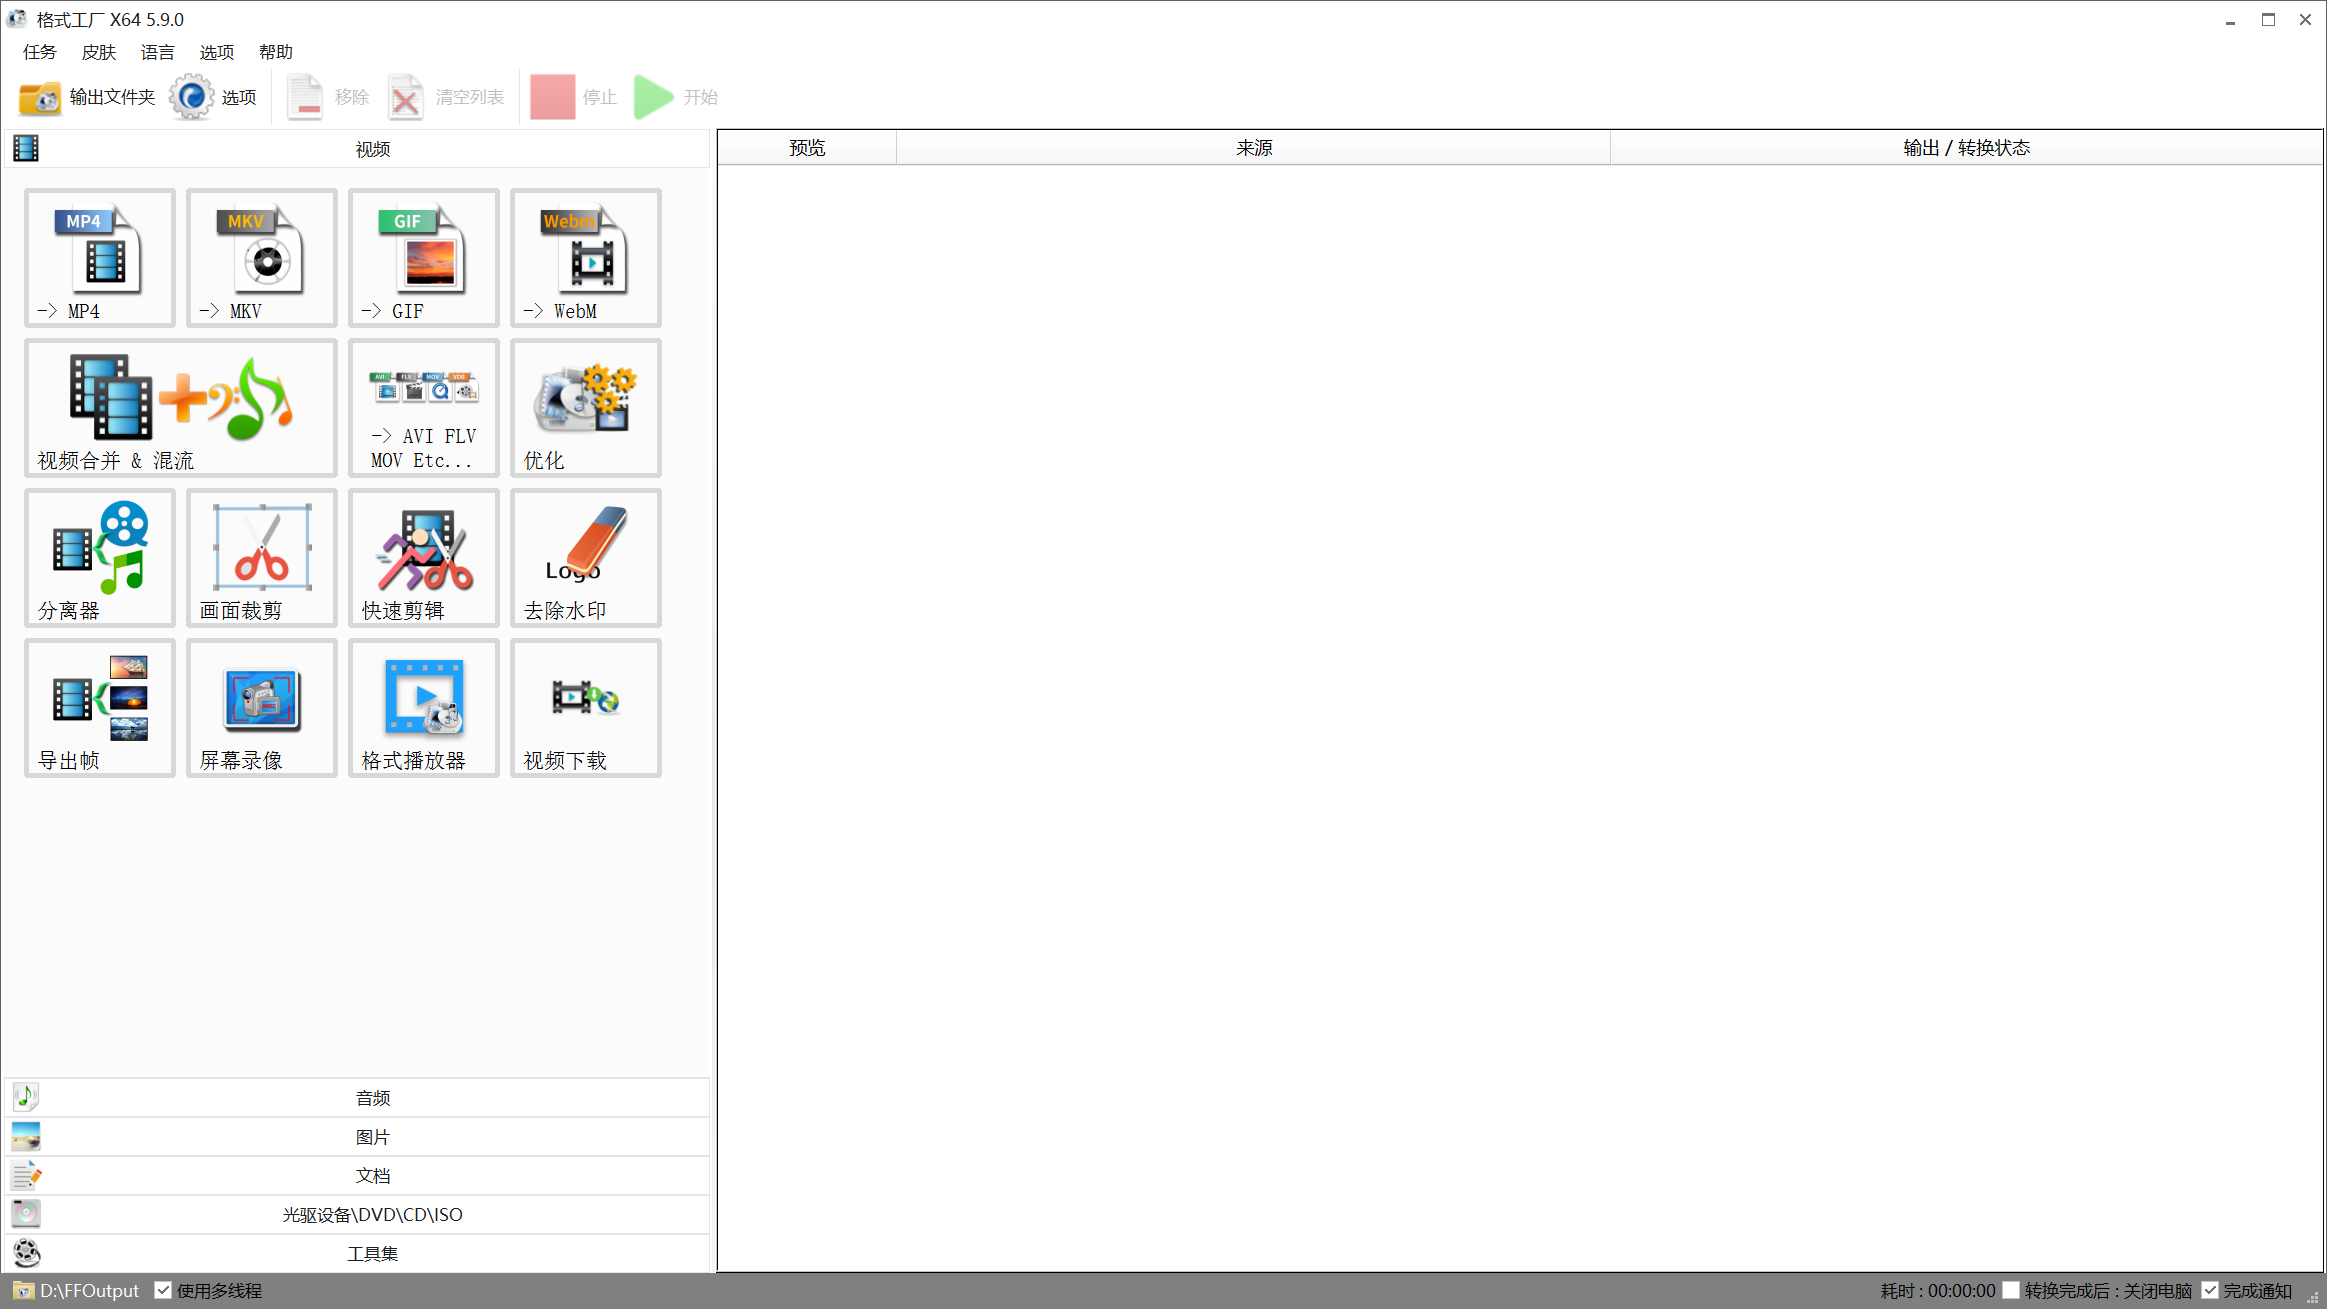 格式工厂 X64 5.9.0
任务 皮肤 语言 选项 帮助
输出文件夹 选项 移除 清空列表 停止 开始
视频
预览 来源 输出 / 转换状态
MP4 MKV GIF Webm
-> MP4 -> MKV -> GIF -> WebM
AVI FLV MOV VOB
-> AVI FLV
视频合并 & 混流 MOV Etc... 优化
Logo
分离器 画面裁剪 快速剪辑 去除水印
REC
导出帧 屏幕录像 格式播放器 视频下载
音频
图片
文档
光驱设备\DVD\CD\ISO
工具集
D:\FFOutput 使用多线程 耗时 : 00:00:00 转换完成后 : 关闭电脑 完成通知